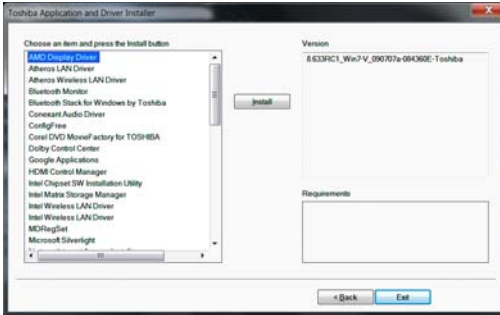 Toshiba Application and Driver Installer
Choose an item and press the Install button
AMD Display Driver
Atheros LAN Driver
Atheros Wireless LAN Driver
Bluetooth Monitor
Bluetooth Stack for Windows by Toshiba
Conexant Audio Driver
ConfigFree
Corel DVD MovieFactory for TOSHIBA
Dolby Control Center
Google Applications
HDMI Control Manager
Intel Chipset SW Installation Utility
Intel Matrix Storage Manager
Intel Wireless LAN Driver
Intel Wireless LAN Driver
MDRegSet
Microsoft Silverlight
Install
Version
8.633RC1_Win7-V_090707a-084360E-Toshiba
Requirements
< Back
Exit